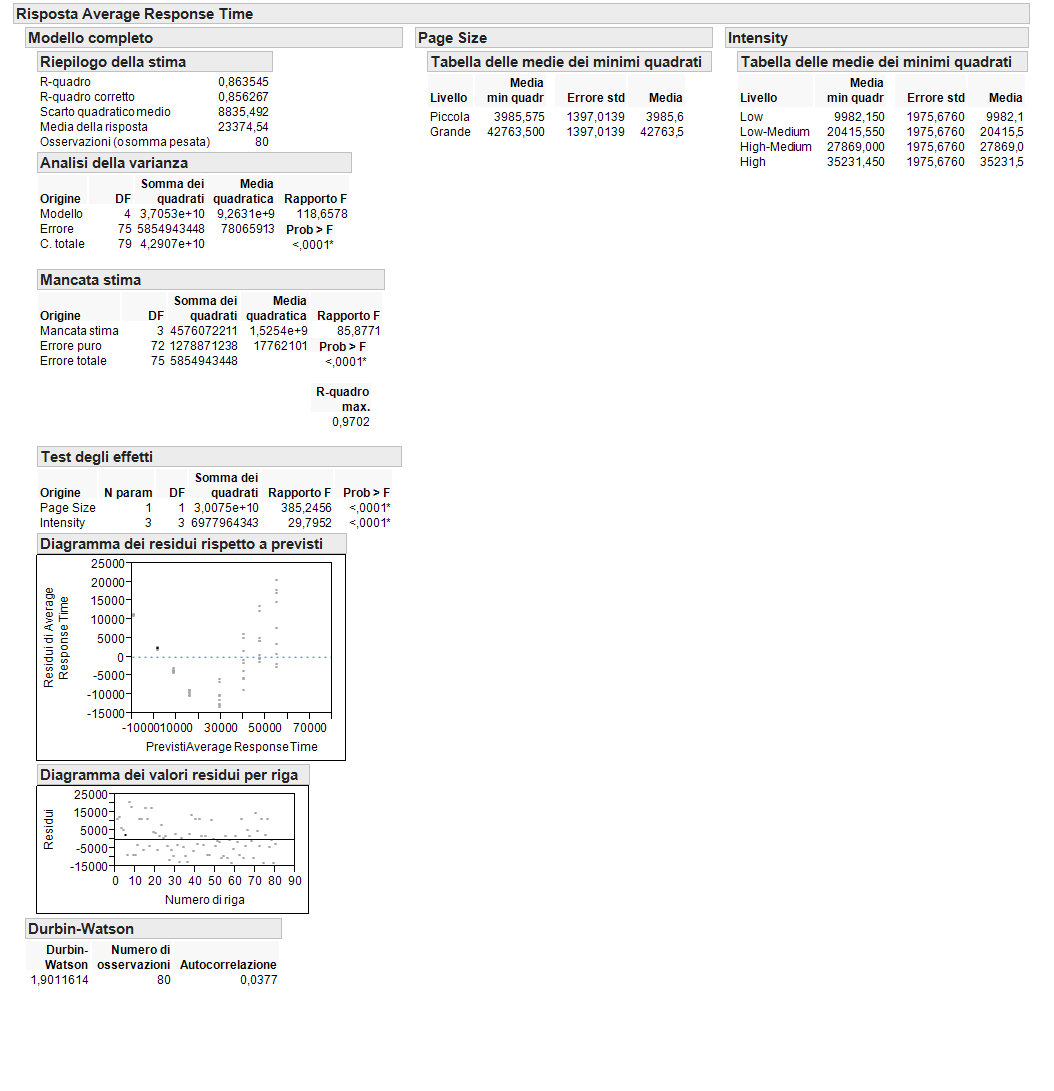 Risposta Average Response Time
Modello completo
Riepilogo della stima
R-quadro 0,863545
R-quadro corretto 0,856267
Scarto quadratico medio 8835,492
Media della risposta 23374,54
Osservazioni (o somma pesata) 80
Analisi della varianza
Somma dei Media
Origine DF quadrati quadratica Rapporto F
Modello 4 3,7053e+10 9,2631e+9 118,6578
Errore 75 5854943448 78065913 Prob > F
C. totale 79 4,2907e+10 <,0001*
Mancata stima
Somma dei Media
Origine DF quadrati quadratica Rapporto F
Mancata stima 3 4576072211 1,5254e+9 85,8771
Errore puro 72 1278871238 17762101 Prob > F
Errore totale 75 5854943448 <,0001*
R-quadro
max.
0,9702
Test degli effetti
Somma dei
Origine N param DF quadrati Rapporto F Prob > F
Page Size 1 1 3,0075e+10 385,2456 <,0001*
Intensity 3 3 6977964343 29,7952 <,0001*
Diagramma dei residui rispetto a previsti
25000
20000
15000
10000
5000
0
-5000
-10000
-15000
Residui di Average
Response Time
-10000 10000 30000 50000 70000
PrevistiAverage Response Time
Diagramma dei valori residui per riga
25000
15000
5000
-5000
-15000
Residui
0 10 20 30 40 50 60 70 80 90
Numero di riga
Durbin-Watson
Durbin- Numero di
Watson osservazioni Autocorrelazione
1,9011614 80 0,0377
Page Size
Tabella delle medie dei minimi quadrati
Media
Livello min quadr Errore std Media
Piccola 3985,575 1397,0139 3985,6
Grande 42763,500 1397,0139 42763,5
Intensity
Tabella delle medie dei minimi quadrati
Media
Livello min quadr Errore std Media
Low 9982,150 1975,6760 9982,1
Low-Medium 20415,550 1975,6760 20415,5
High-Medium 27869,000 1975,6760 27869,0
High 35231,450 1975,6760 35231,5